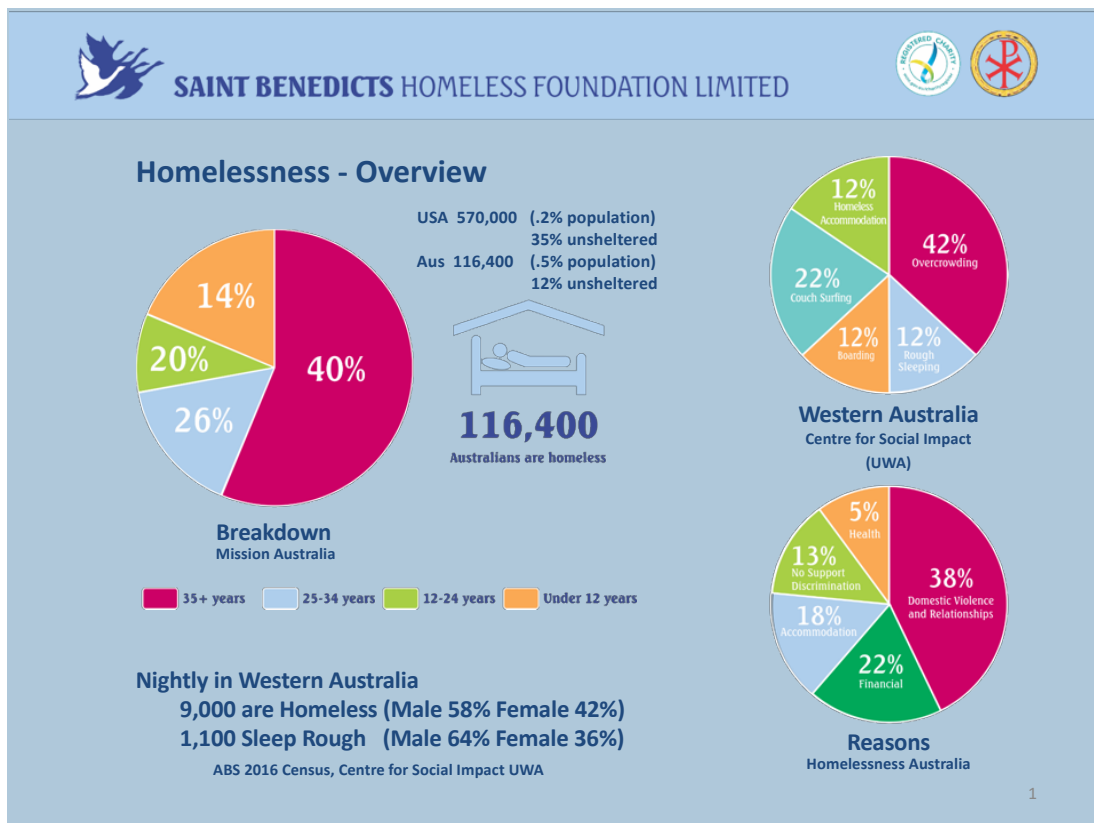 SAINT BENEDICTS HOMELESS FOUNDATION LIMITED
REGISTERED CHARITY
Homelessness - Overview
USA 570,000 (.2% population)
35% unsheltered
Aus 116,400 (.5% population)
12% unsheltered
14%
20%
40%
26%
116,400
Australians are homeless
Breakdown
Mission Australia
35+ years
25-34 years
12-24 years
Under 12 years
12%
Homeless
Accommodation
42%
Overcrowding
22%
Couch Surfing
12%
Boarding
12%
Rough
Sleeping
Western Australia
Centre for Social Impact
(UWA)
5%
Health
13%
No Support
Discrimination
38%
Domestic Violence
and Relationships
18%
Accommodation
22%
Financial
Reasons
Homelessness Australia
Nightly in Western Australia
9,000 are Homeless (Male 58% Female 42%)
1,100 Sleep Rough (Male 64% Female 36%)
ABS 2016 Census, Centre for Social Impact UWA
1